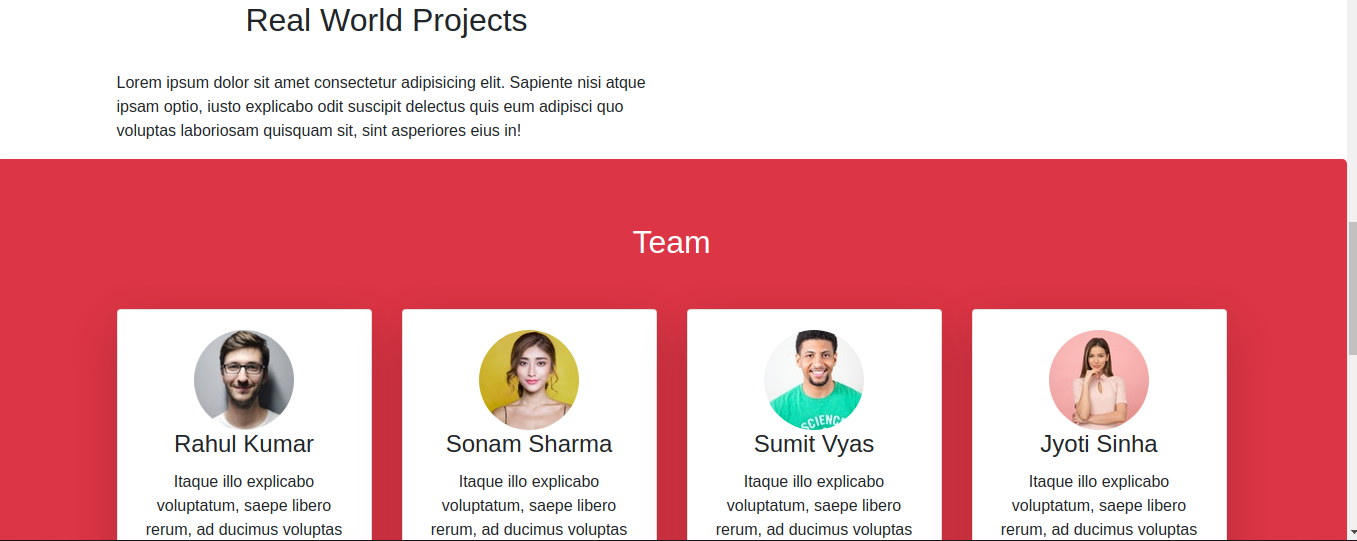 Real World Projects
Lorem ipsum dolor sit amet consectetur adipisicing elit. Sapiente nisi atque
ipsam optio, iusto explicabo odit suscipit delectus quis eum adipisci quo
voluptas laboriosam quisquam sit, sint asperiores eius in!
Team
SCIENC
Rahul Kumar
Sonam Sharma
Sumit Vyas
Jyoti Sinha
Itaque illo explicabo
voluptatum, saepe libero
rerum, ad ducimus voluptas
Itaque illo explicabo
voluptatum, saepe libero
rerum, ad ducimus voluptas
Itaque illo explicabo
voluptatum, saepe libero
rerum, ad ducimus voluptas
Itaque illo explicabo
voluptatum, saepe libero
rerum, ad ducimus voluptas